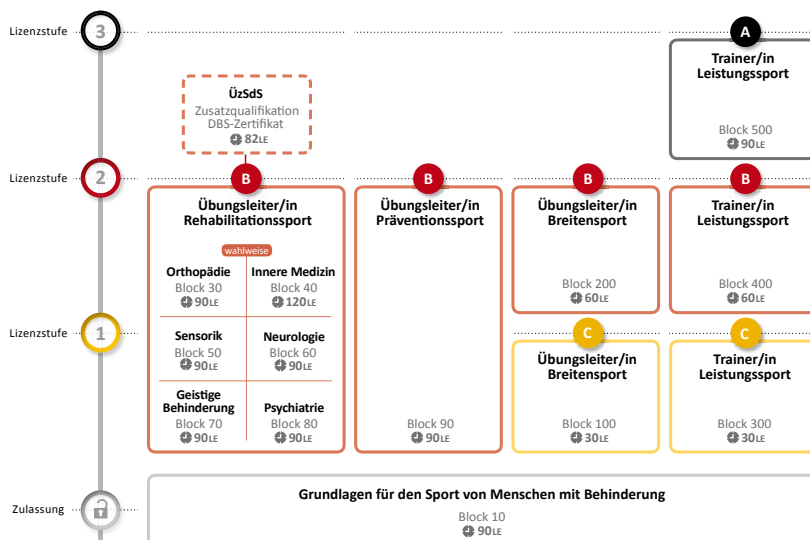 Lizenzstufe 3 A
Trainer/in
Leistungssport
Block 500
90LE
ÜzSdS
Zusatzqualifikation
DBS-Zertifikat
82LE
Lizenzstufe 2 B B B B
Übungsleiter/in
Rehabilitationssport
wahlweise
Orthopädie
Block 30
90LE
Innere Medizin
Block 40
120LE
Sensorik
Block 50
90LE
Neurologie
Block 60
90LE
Geistige
Behinderung
Block 70
90LE
Psychiatrie
Block 80
90LE
Übungsleiter/in
Präventionssport
Block 90
90LE
Übungsleiter/in
Breitensport
Block 200
60LE
Trainer/in
Leistungssport
Block 400
60LE
Lizenzstufe 1 C C
Übungsleiter/in
Breitensport
Block 100
30LE
Trainer/in
Leistungssport
Block 300
30LE
Zulassung
Grundlagen für den Sport von Menschen mit Behinderung
Block 10
90LE